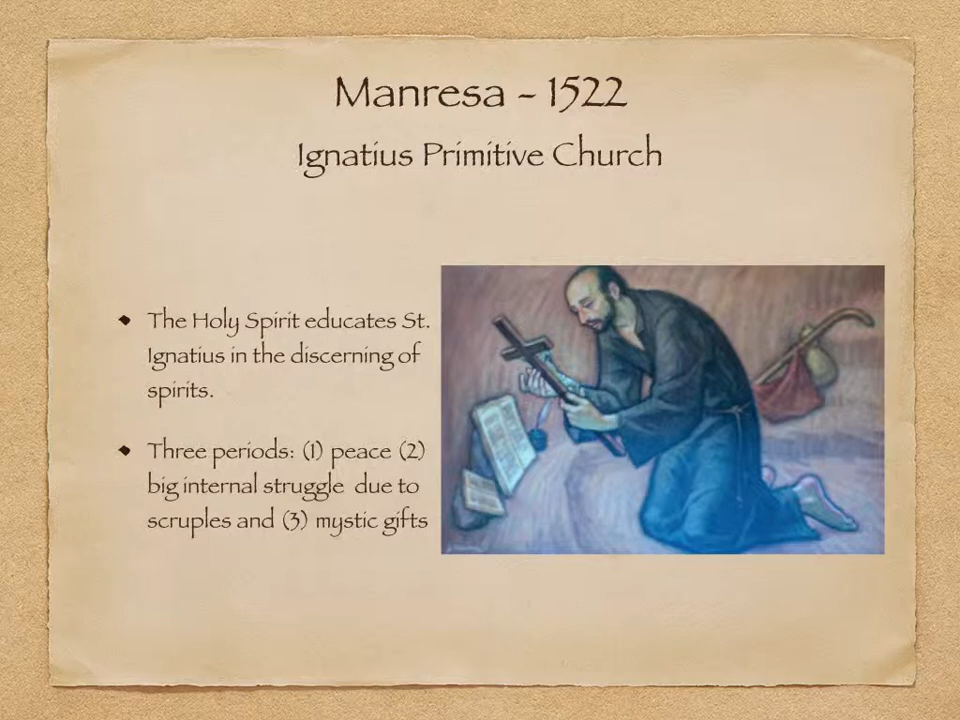 Manresa - 1522
Ignatius Primitive Church
The Holy Spirit educates St.
Ignatius in the discerning of
spirits.
Three periods: (1) peace (2)
big internal struggle due to
scruples and (3) mystic gifts